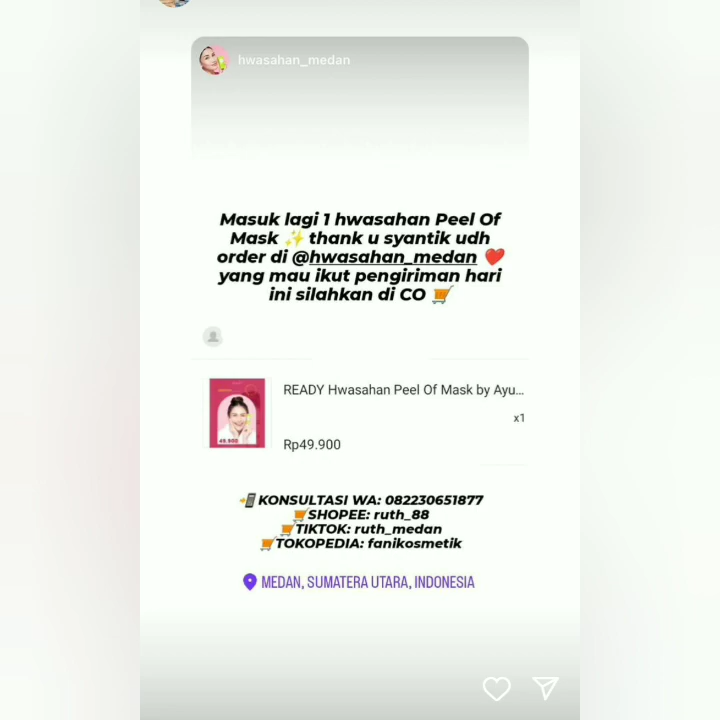 hwasahan_medan
Masuk lagi 1 hwasahan Peel Of
Mask ✨ thank u syantik udh
order di @hwasahan_medan ❤️
yang mau ikut pengiriman hari
ini silahkan di CO 🛒
READY Hwasahan Peel Of Mask by Ayu...
x1
49.900
Rp49.900
📲 KONSULTASI WA: 082230651877
🛒SHOPEE: ruth_88
🛒TIKTOK: ruth_medan
🛒TOKOPEDIA: fanikosmetik
MEDAN, SUMATERA UTARA, INDONESIA